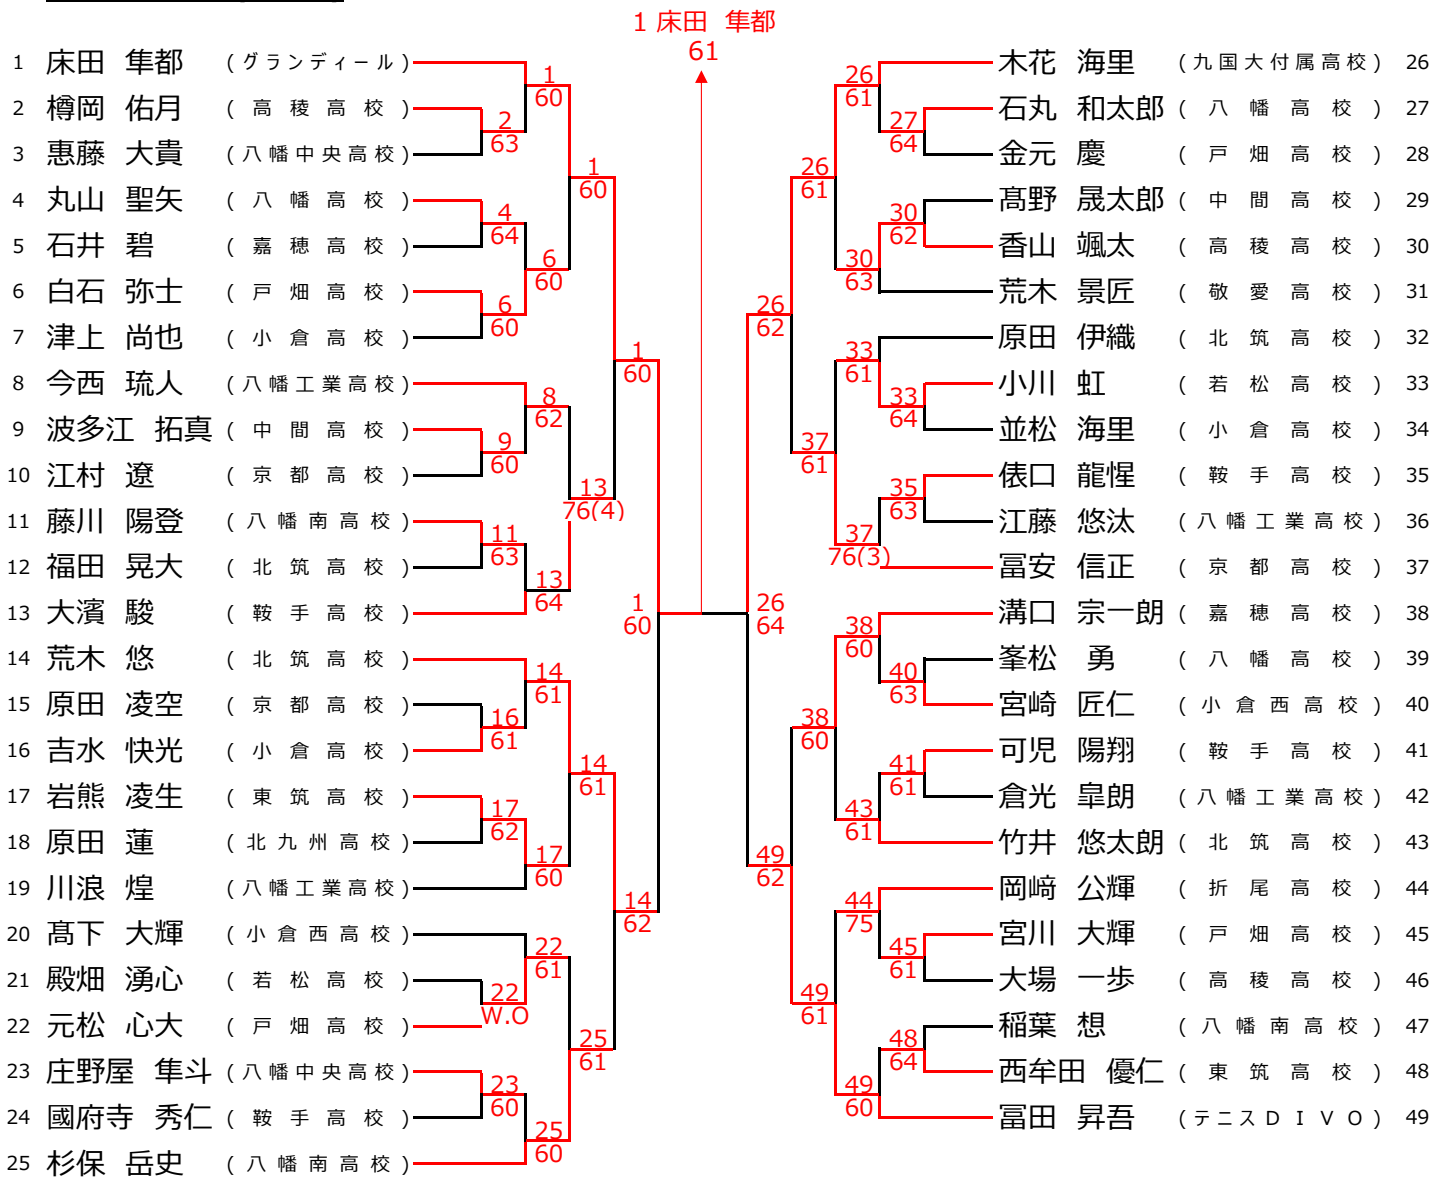 1 床田 隼都
61
1 床田 隼都 (グランディール)
2 樽岡 佑月 (高稜高校)
3 惠藤 大貴 (八幡中央高校)
4 丸山 聖矢 (八幡高校)
5 石井 碧 (嘉穂高校)
6 白石 弥士 (戸畑高校)
7 津上 尚也 (小倉高校)
8 今西 琉人 (八幡工業高校)
9 波多江 拓真 (中間高校)
10 江村 遼 (京都高校)
11 藤川 陽登 (八幡南高校)
12 福田 晃大 (北筑高校)
13 大濱 駿 (鞍手高校)
14 荒木 悠 (北筑高校)
15 原田 凌空 (京都高校)
16 吉水 快光 (小倉高校)
17 岩熊 凌生 (東筑高校)
18 原田 蓮 (北九州高校)
19 川浪 煌 (八幡工業高校)
20 髙下 大輝 (小倉西高校)
21 殿畑 湧心 (若松高校)
22 元松 心大 (戸畑高校)
23 庄野屋 隼斗 (八幡中央高校)
24 國府寺 秀仁 (鞍手高校)
25 杉保 岳史 (八幡南高校)
2
63
4
64
6
60
9
60
11
63
16
61
17
62
22
W.O
23
60
1
60
6
60
8
62
13
64
14
61
17
60
22
61
25
60
1
60
13
76(4)
14
61
25
61
1
60
14
62
1
60
26
64
26
62
49
62
26
61
37
61
38
60
49
61
26
61
30
63
33
61
37
76(3)
38
60
43
61
44
75
49
60
27
64
30
62
33
64
35
63
40
63
41
61
45
61
48
64
木花 海里 (九国大付属高校) 26
石丸 和太郎 (八幡高校) 27
金元 慶 (戸畑高校) 28
髙野 晟太郎 (中間高校) 29
香山 颯太 (高稜高校) 30
荒木 景匠 (敬愛高校) 31
原田 伊織 (北筑高校) 32
小川 虹 (若松高校) 33
並松 海里 (小倉高校) 34
俵口 龍惺 (鞍手高校) 35
江藤 悠汰 (八幡工業高校) 36
冨安 信正 (京都高校) 37
溝口 宗一朗 (嘉穂高校) 38
峯松 勇 (八幡高校) 39
宮崎 匠仁 (小倉西高校) 40
可児 陽翔 (鞍手高校) 41
倉光 皐朗 (八幡工業高校) 42
竹井 悠太朗 (北筑高校) 43
岡﨑 公輝 (折尾高校) 44
宮川 大輝 (戸畑高校) 45
大場 一歩 (高稜高校) 46
稲葉 想 (八幡南高校) 47
西牟田 優仁 (東筑高校) 48
冨田 昇吾 (テニスDIVO) 49